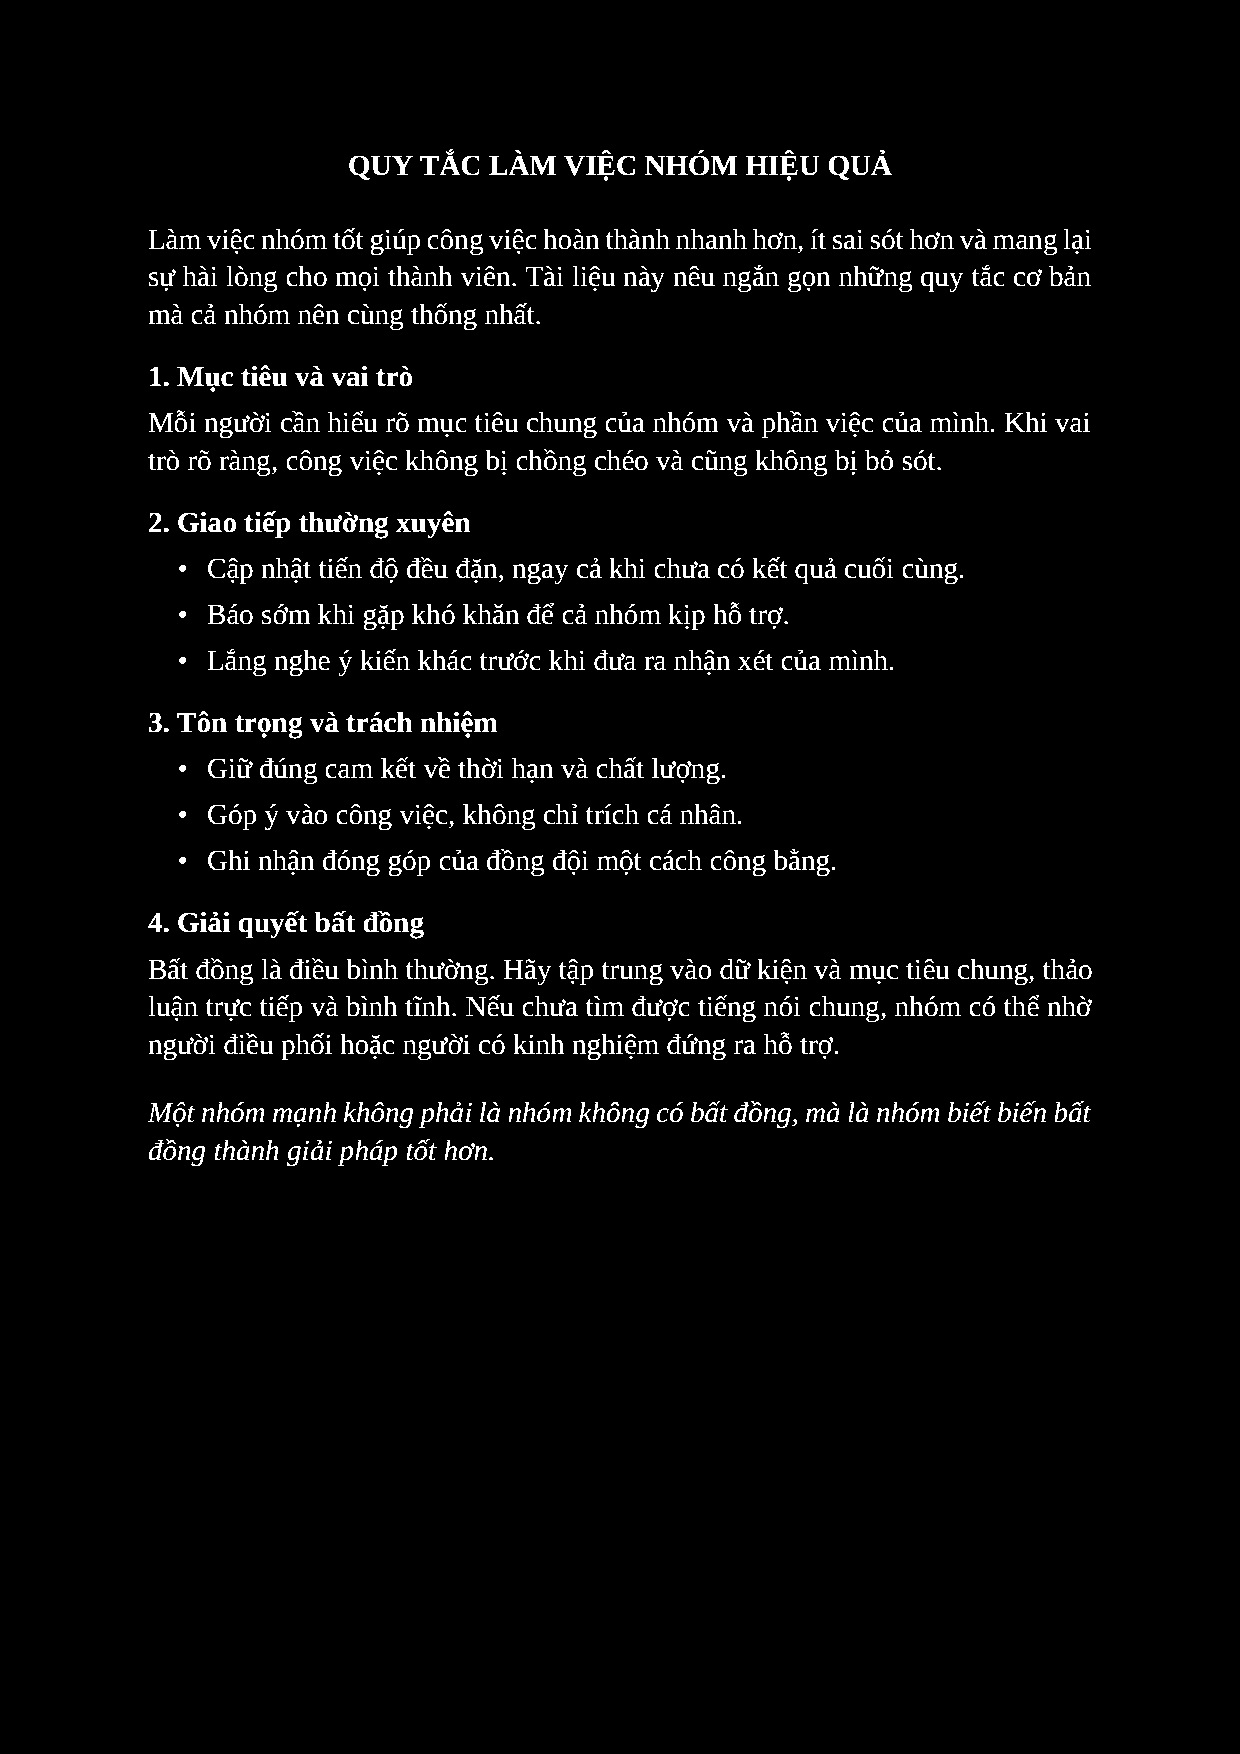 QUY TẮC LÀM VIỆC NHÓM HIỆU QUẢ
Làm việc nhóm tốt giúp công việc hoàn thành nhanh hơn, ít sai sót hơn và mang lại
sự hài lòng cho mọi thành viên. Tài liệu này nêu ngắn gọn những quy tắc cơ bản
mà cả nhóm nên cùng thống nhất.
1. Mục tiêu và vai trò
Mỗi người cần hiểu rõ mục tiêu chung của nhóm và phần việc của mình. Khi vai
trò rõ ràng, công việc không bị chồng chéo và cũng không bị bỏ sót.
2. Giao tiếp thường xuyên
• Cập nhật tiến độ đều đặn, ngay cả khi chưa có kết quả cuối cùng.
• Báo sớm khi gặp khó khăn để cả nhóm kịp hỗ trợ.
• Lắng nghe ý kiến khác trước khi đưa ra nhận xét của mình.
3. Tôn trọng và trách nhiệm
• Giữ đúng cam kết về thời hạn và chất lượng.
• Góp ý vào công việc, không chỉ trích cá nhân.
• Ghi nhận đóng góp của đồng đội một cách công bằng.
4. Giải quyết bất đồng
Bất đồng là điều bình thường. Hãy tập trung vào dữ kiện và mục tiêu chung, thảo
luận trực tiếp và bình tĩnh. Nếu chưa tìm được tiếng nói chung, nhóm có thể nhờ
người điều phối hoặc người có kinh nghiệm đứng ra hỗ trợ.
Một nhóm mạnh không phải là nhóm không có bất đồng, mà là nhóm biết biến bất
đồng thành giải pháp tốt hơn.